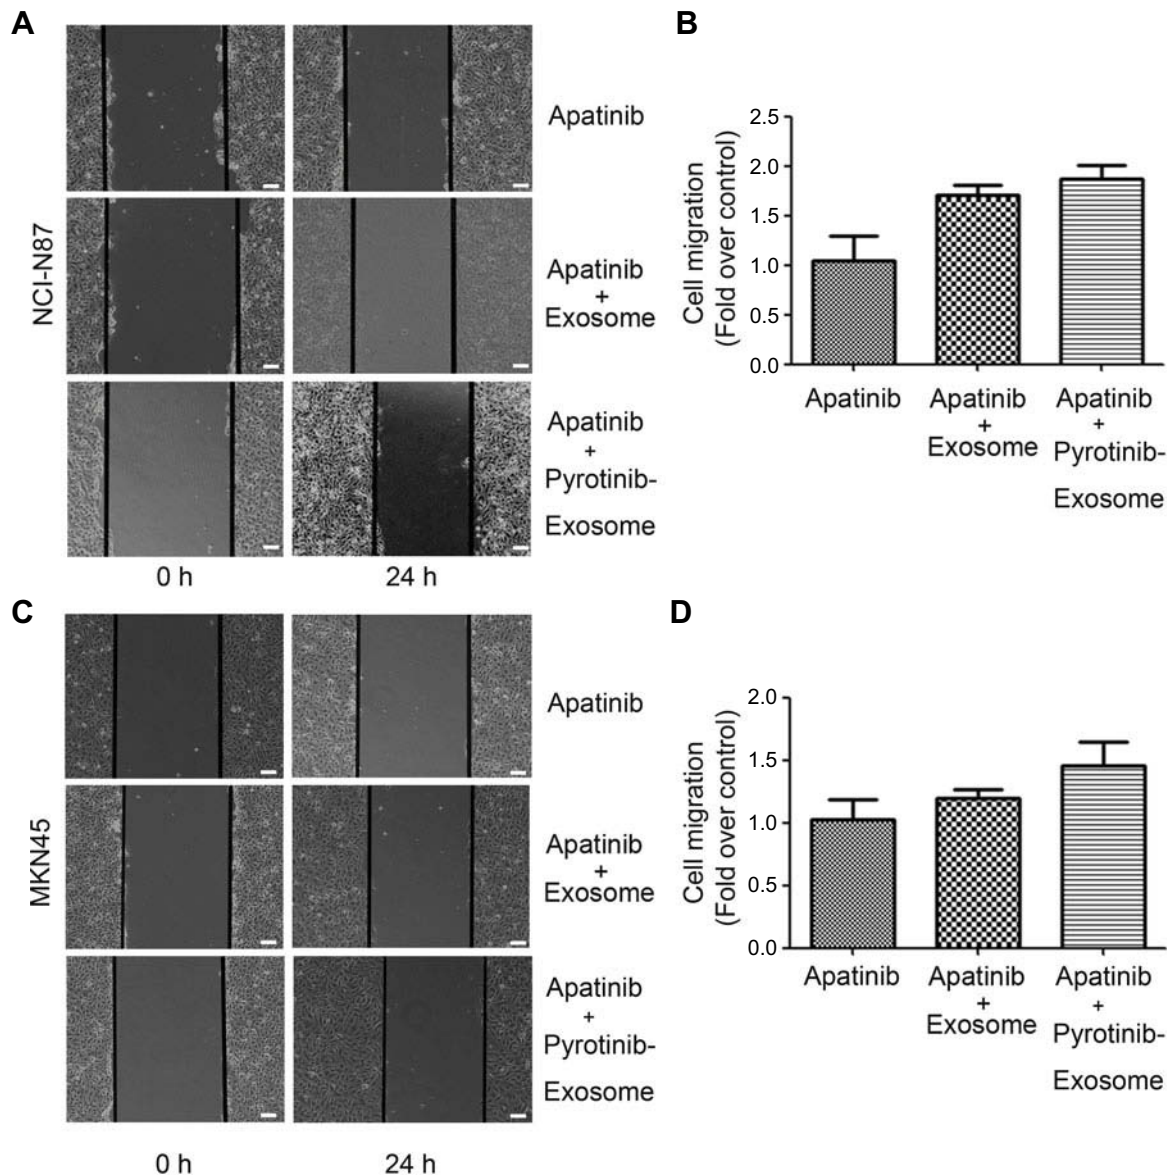 A
NCI-N87
Apatinib
Apatinib
+
Exosome
Apatinib
+
Pyrotinib-
Exosome
0 h
24 h
B
Cell migration
(Fold over control)
2.5
2.0
1.5
1.0
0.5
0.0
Apatinib
Apatinib
+
Exosome
Apatinib
+
Pyrotinib-
Exosome
C
MKN45
Apatinib
Apatinib
+
Exosome
Apatinib
+
Pyrotinib-
Exosome
0 h
24 h
D
Cell migration
(Fold over control)
2.0
1.5
1.0
0.5
0.0
Apatinib
Apatinib
+
Exosome
Apatinib
+
Pyrotinib-
Exosome